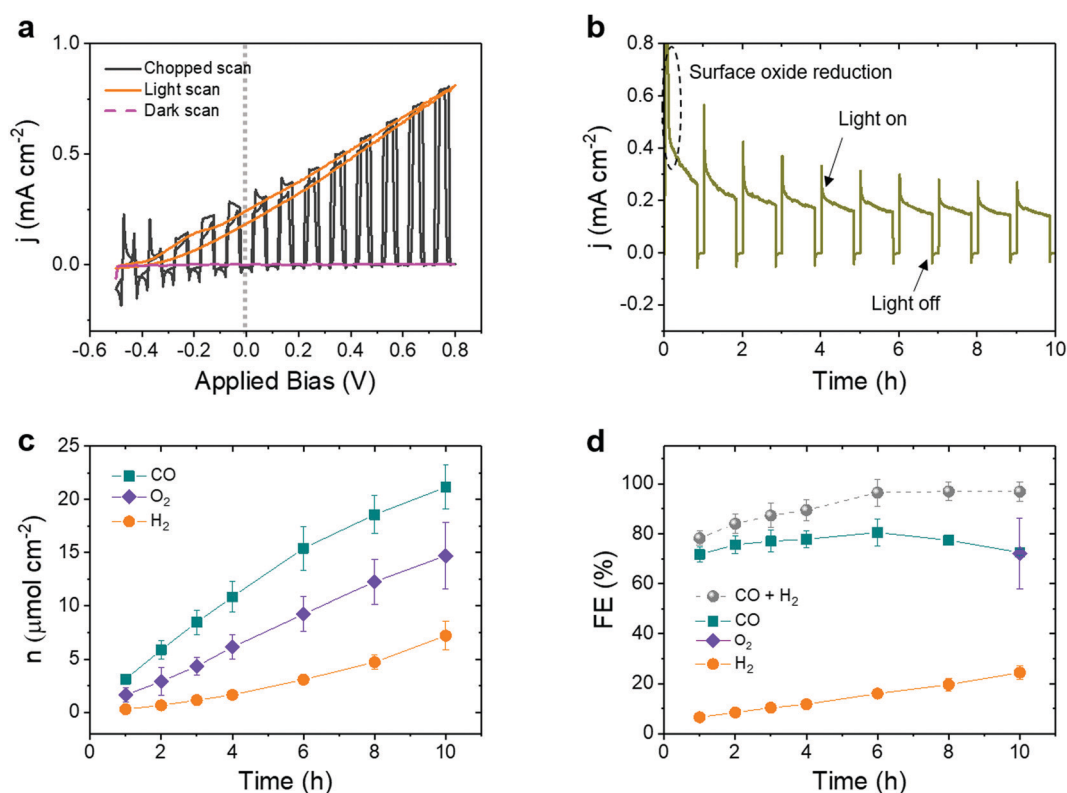 a
1.0
0.5
0.0
j (mA cm-2)
Chopped scan
Light scan
Dark scan
-0.6 -0.4 -0.2 0.0 0.2 0.4 0.6 0.8
Applied Bias (V)
b
0.8
0.6
0.4
0.2
0.0
-0.2
j (mA cm-2)
Surface oxide reduction
Light on
Light off
0 2 4 6 8 10
Time (h)
c
25
20
15
10
5
0
n (μmol cm-2)
CO
O2
H2
0 2 4 6 8 10
Time (h)
d
100
80
60
40
20
0
FE (%)
CO + H2
CO
O2
H2
0 2 4 6 8 10
Time (h)